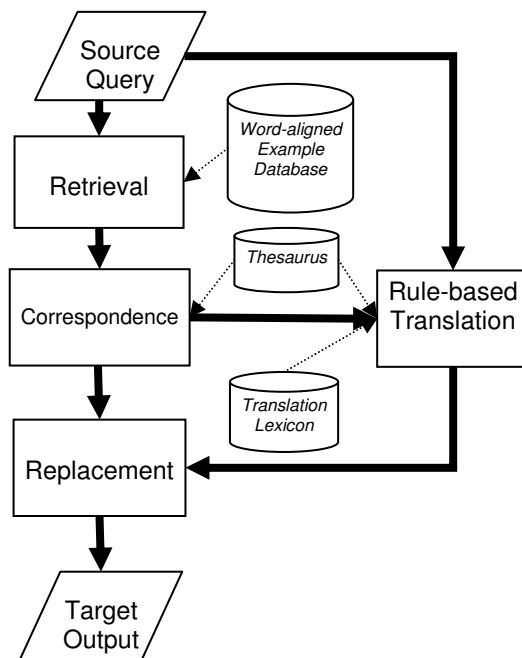 Source
Query
Word-aligned
Example
Database
Retrieval
Thesaurus
Correspondence
Rule-based
Translation
Translation
Lexicon
Replacement
Target
Output